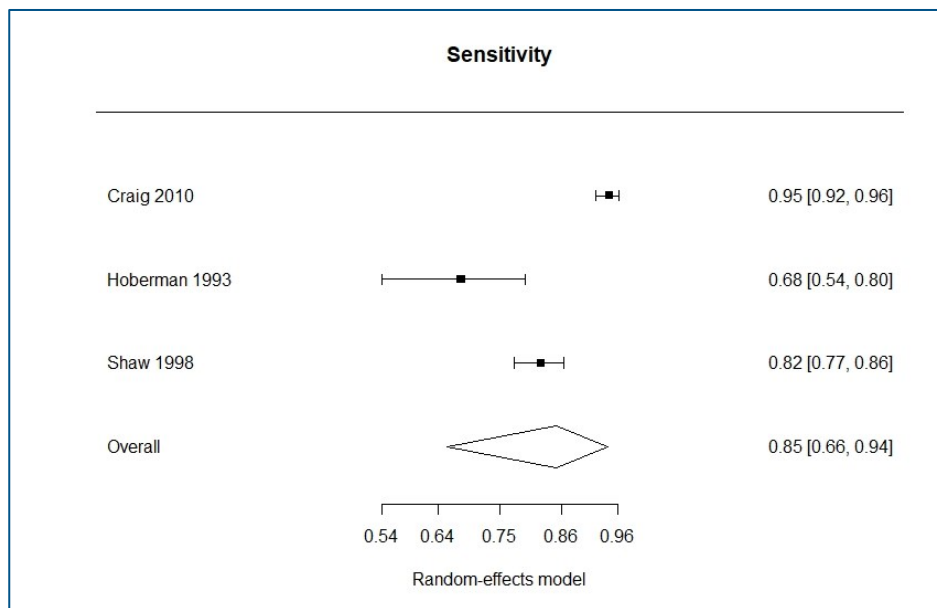 Sensitivity
Craig 2010 0.95 [0.92, 0.96]
Hoberman 1993 0.68 [0.54, 0.80]
Shaw 1998 0.82 [0.77, 0.86]
Overall 0.85 [0.66, 0.94]
0.54 0.64 0.75 0.86 0.96
Random-effects model